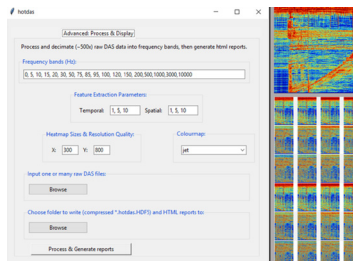 hotdas
Advanced: Process & Display
Process and decimate (~500x) raw DAS data into frequency bands, then generate html reports.
Frequency bands (Hz):
0, 5, 10, 15, 20, 30, 50, 75, 85, 95, 100, 120, 150, 200,500,1000,3000,10000
Feature Extraction Parameters:
Temporal: 1, 5, 10 Spatial: 1, 5, 10
Heatmap Sizes & Resolution Quality:
X: 300 Y: 800
Colourmap:
jet
Input one or many raw DAS files:
Browse
Choose folder to write (compressed *.hotdas.HDF5) and HTML reports to:
Browse
Process & Generate reports